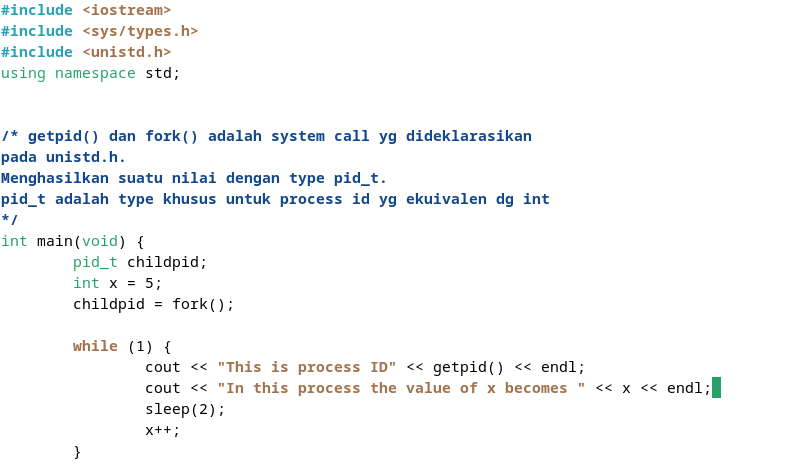 #include <iostream>
#include <sys/types.h>
#include <unistd.h>
using namespace std;
/* getpid() dan fork() adalah system call yg dideklarasikan
pada unistd.h.
Menghasilkan suatu nilai dengan type pid_t.
pid_t adalah type khusus untuk process id yg ekuivalen dg int
*/
int main(void) {
        pid_t childpid;
        int x = 5;
        childpid = fork();
        while (1) {
                cout << "This is process ID" << getpid() << endl;
                cout << "In this process the value of x becomes " << x << endl;
                sleep(2);
                x++;
        }